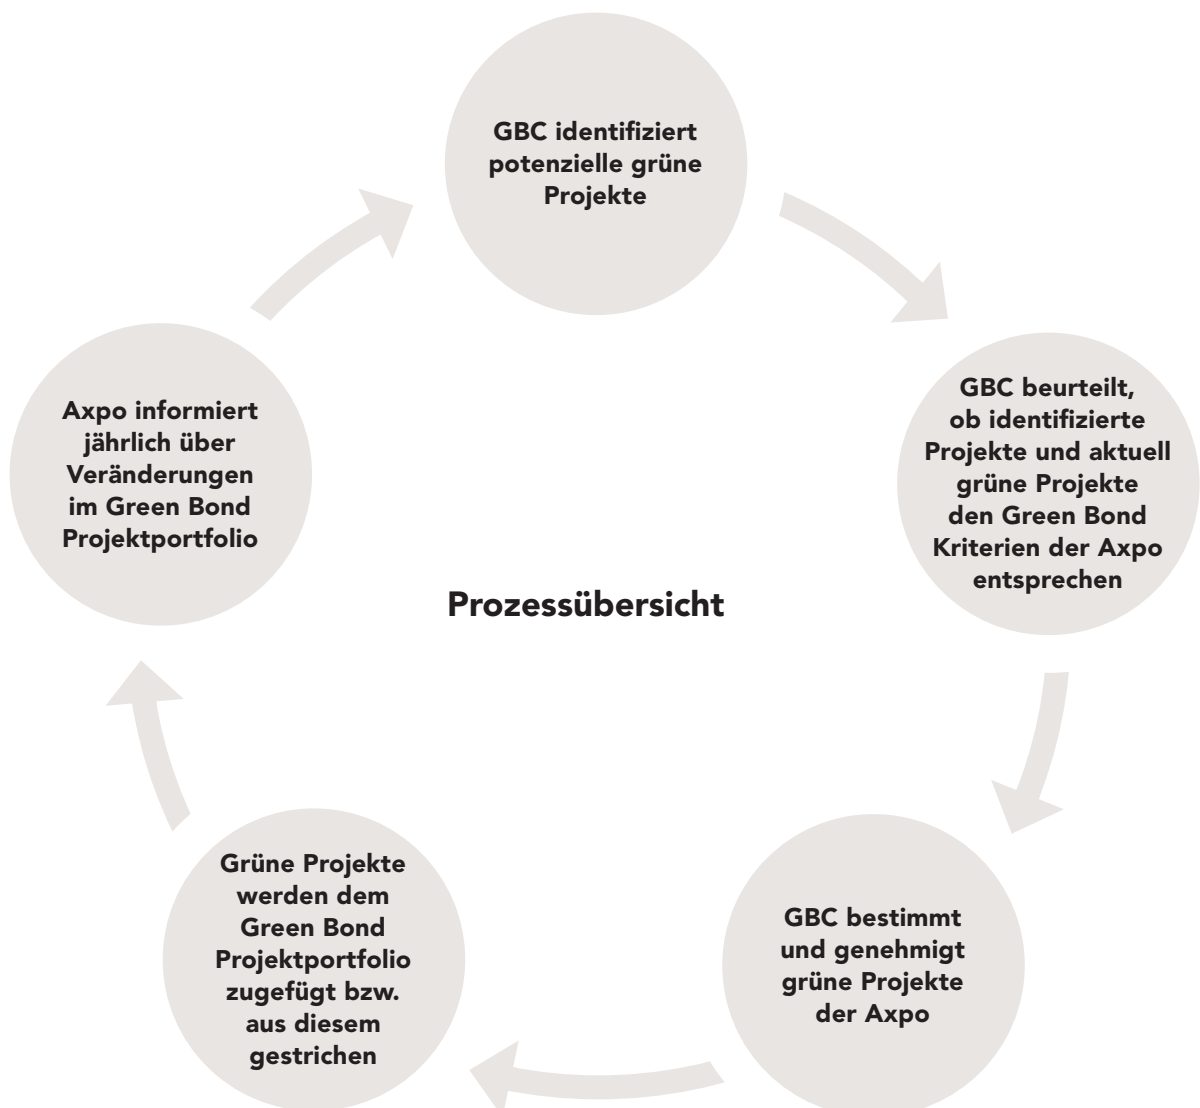 GBC identifiziert
potenzielle grüne
Projekte
GBC beurteilt,
ob identifizierte
Projekte und aktuell
grüne Projekte
den Green Bond
Kriterien der Axpo
entsprechen
GBC bestimmt
und genehmigt
grüne Projekte
der Axpo
Grüne Projekte
werden dem
Green Bond
Projektportfolio
zugefügt bzw.
aus diesem
gestrichen
Axpo informiert
jährlich über
Veränderungen
im Green Bond
Projektportfolio
Prozessübersicht